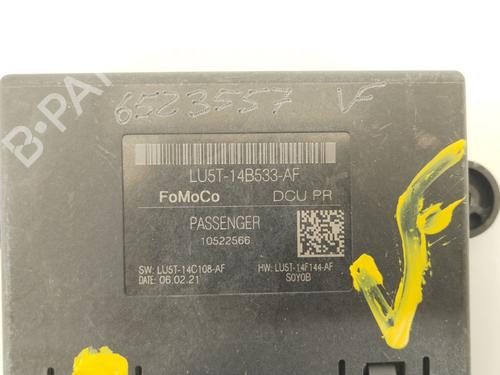 6523557 VF
B-PARTS
LU5T-14B533-AF
FoMoCo DCU PR
PASSENGER
10522566
SW: LU5T-14C108-AF HW: LU5T-14F144-AF
DATE: 06.02.21 S0Y0B